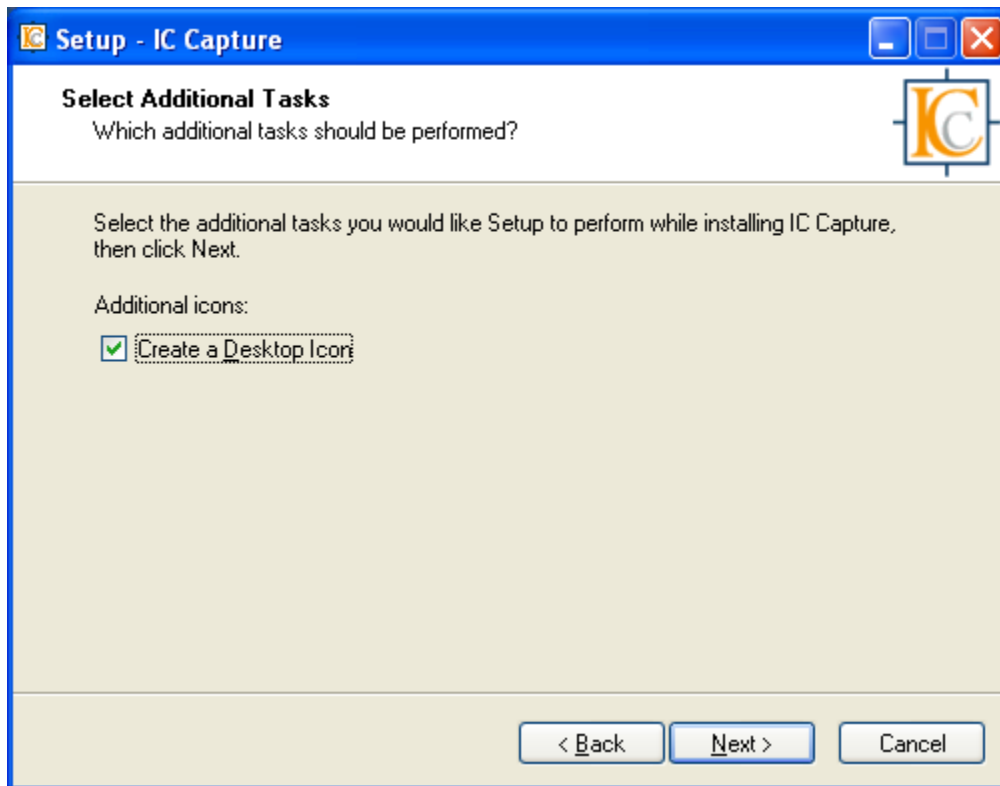 Setup - IC Capture
Select Additional Tasks
Which additional tasks should be performed?
IC
Select the additional tasks you would like Setup to perform while installing IC Capture,
then click Next.
Additional icons:
Create a Desktop Icon
< Back
Next >
Cancel